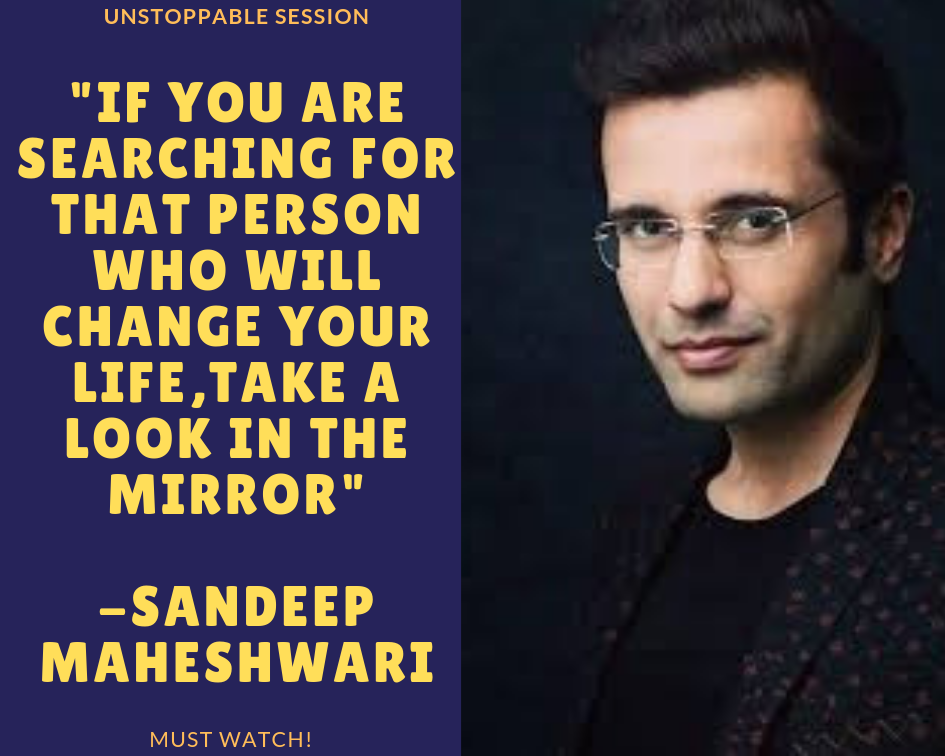 UNSTOPPABLE SESSION
"IF YOU ARE
SEARCHING FOR
THAT PERSON
WHO WILL
CHANGE YOUR
LIFE,TAKE A
LOOK IN THE
MIRROR"
-SANDEEP
MAHESHWARI
MUST WATCH!